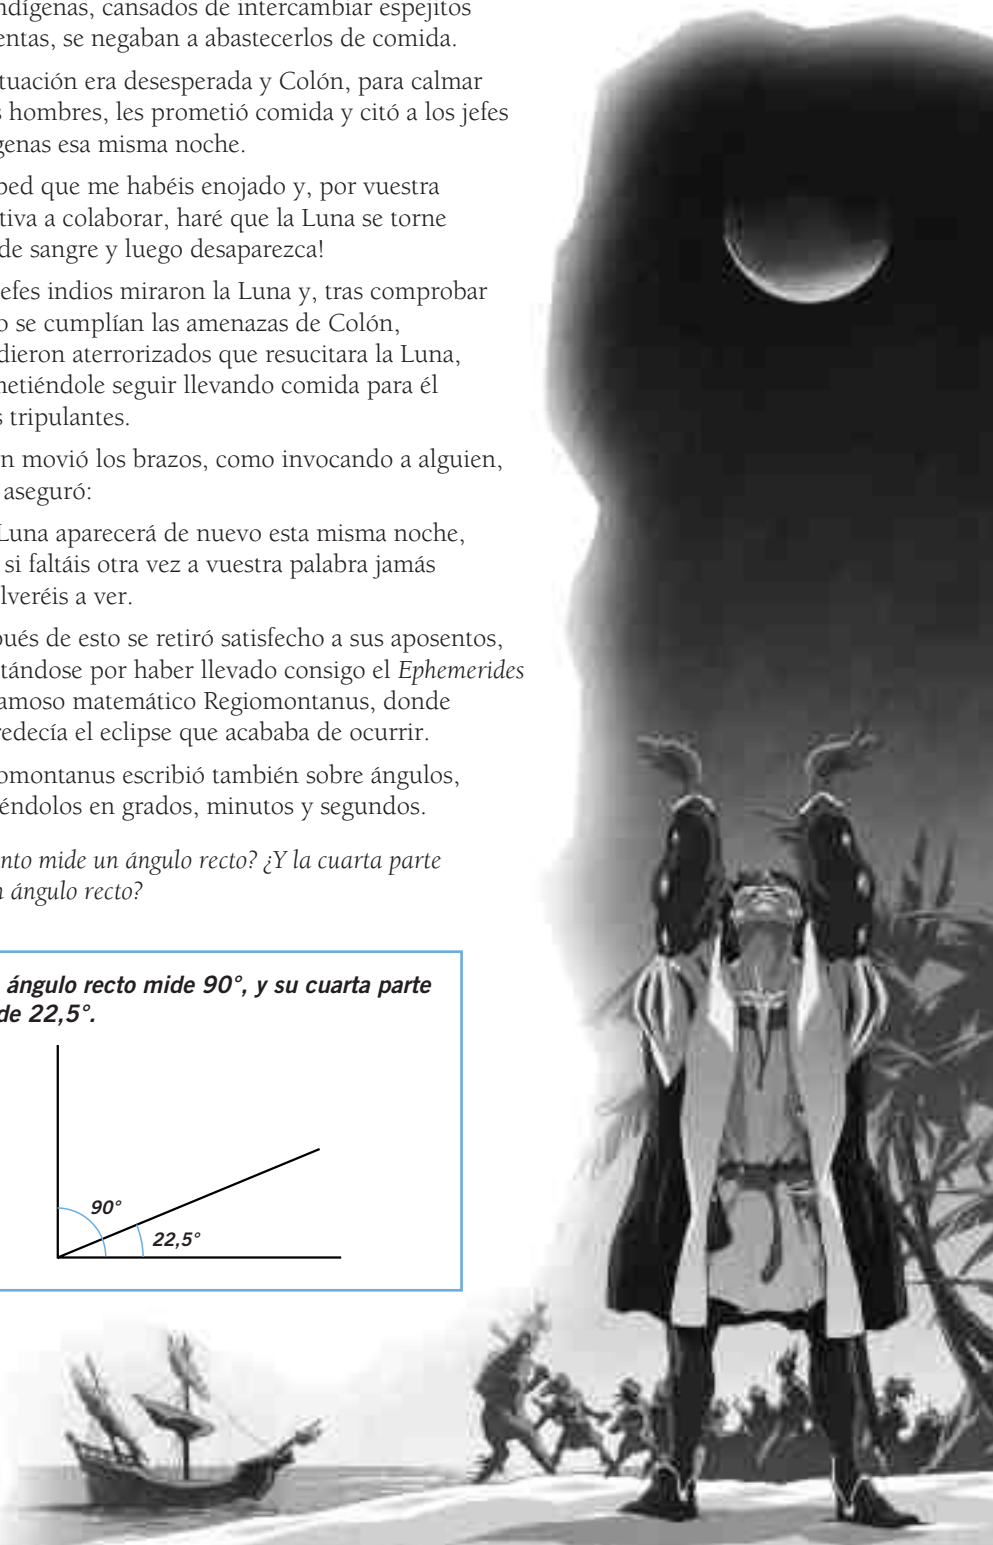 ndígenas, cansados de intercambiar espejitos
entas, se negaban a abastecerlos de comida.
tuación era desesperada y Colón, para calmar
s hombres, les prometió comida y citó a los jefes
genas esa misma noche.
bed que me habéis enojado y, por vuestra
tiva a colaborar, haré que la Luna se torne
de sangre y luego desaparezca!
efes indios miraron la Luna y, tras comprobar
o se cumplían las amenazas de Colón,
dieron aterrorizados que resucitara la Luna,
netiéndole seguir llevando comida para él
s tripulantes.
n movió los brazos, como invocando a alguien,
aseguró:
Luna aparecerá de nuevo esta misma noche,
si faltáis otra vez a vuestra palabra jamás
lveréis a ver.
pués de esto se retiró satisfecho a sus aposentos,
tándose por haber llevado consigo el Ephemerides
amoso matemático Regiomontanus, donde
redecía el eclipse que acababa de ocurrir.
omontanus escribió también sobre ángulos,
éndolos en grados, minutos y segundos.
nto mide un ángulo recto? ¿Y la cuarta parte
n ángulo recto?
ángulo recto mide 90°, y su cuarta parte
de 22,5°.
90°
22,5°